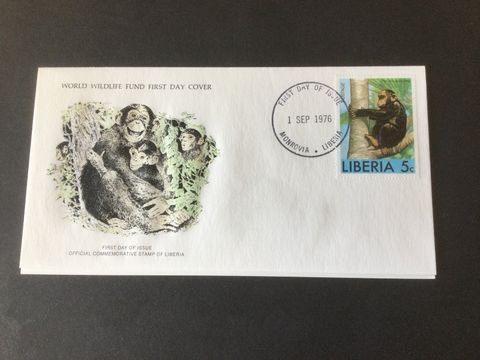 WORLD WILDLIFE FUND FIRST DAY COVER
FIRST DAY OF ISSUE
1 SEP 1976
MONROVIA • LIBERIA
LIBERIA 5c
FIRST DAY OF ISSUE
OFFICIAL COMMEMORATIVE STAMP OF LIBERIA